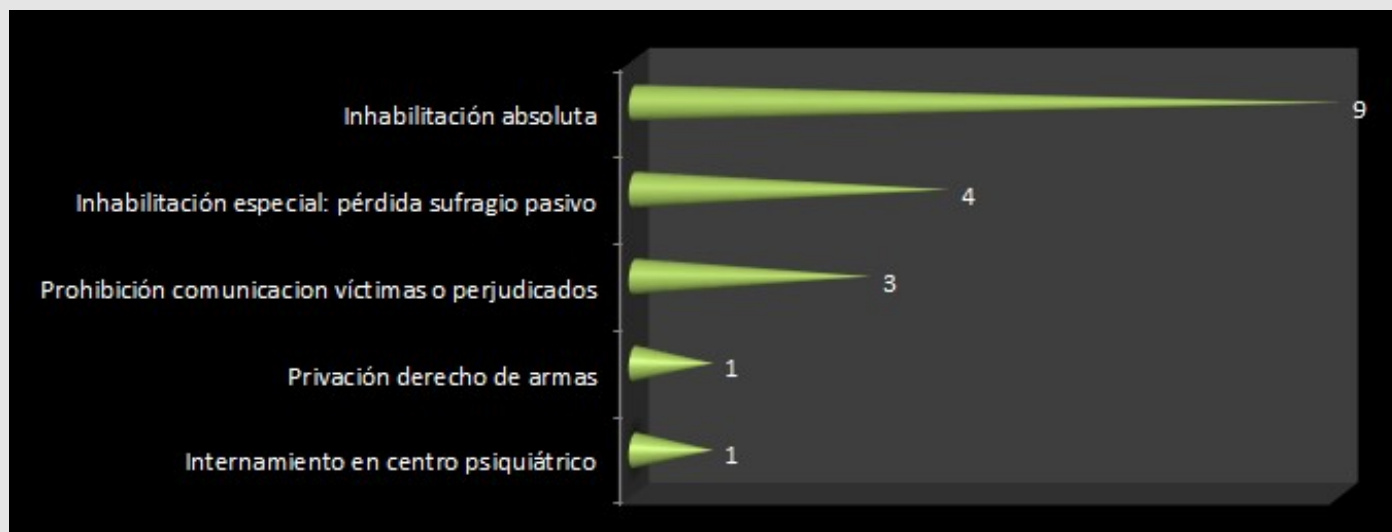 Inhabilitación absoluta 9
Inhabilitación especial: pérdida sufragio pasivo 4
Prohibición comunicacion víctimas o perjudicados 3
Privación derecho de armas 1
Internamiento en centro psiquiátrico 1